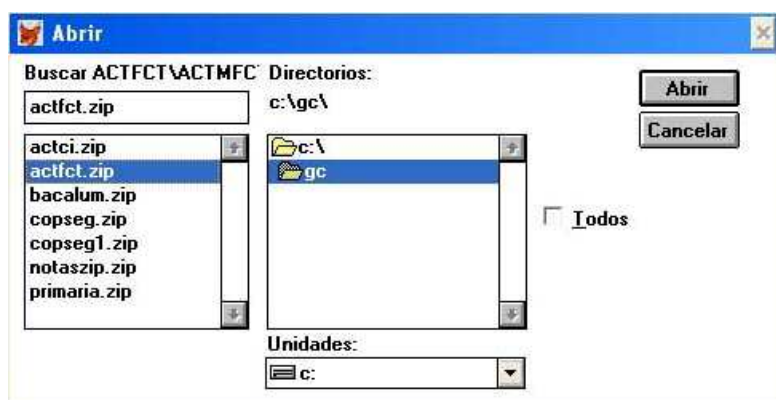 Abrir
Buscar ACTFCT\ACTMFC
Directorios:
actfct.zip
c:\gc\
Abrir
Cancelar
actci.zip
actfct.zip
bacalum.zip
copseg.zip
copseg1.zip
notaszip.zip
primaria.zip
c:\
gc
Todos
Unidades:
c: